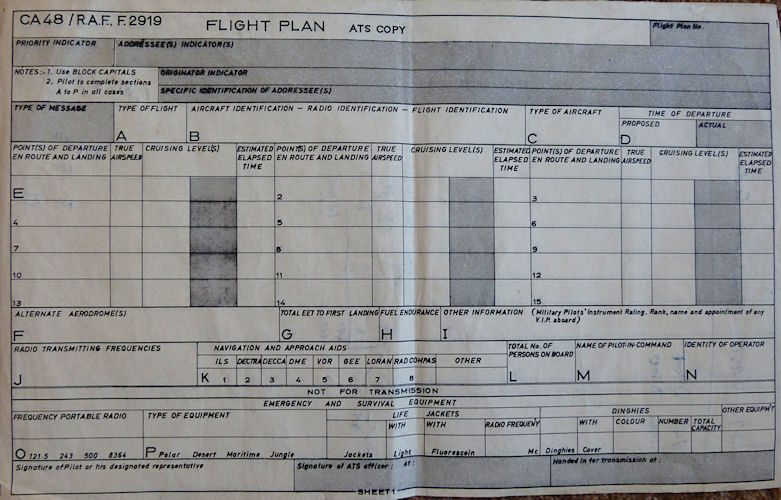 CA48/R.A.F. F.2919 FLIGHT PLAN ATS COPY Flight Plan No.
PRIORITY INDICATOR ADDRESSEE(S) INDICATOR(S)
NOTES:- 1. Use BLOCK CAPITALS ORIGINATOR INDICATOR
2. Pilot to complete sections
A to P in all cases SPECIFIC IDENTIFICATION OF ADDRESSEE(S)
TYPE OF MESSAGE TYPE OF FLIGHT AIRCRAFT IDENTIFICATION - RADIO IDENTIFICATION - FLIGHT IDENTIFICATION TYPE OF AIRCRAFT TIME OF DEPARTURE
PROPOSED ACTUAL
A B C D
POINT(S) OF DEPARTURE TRUE CRUISING LEVEL(S) ESTIMATED POINT(S) OF DEPARTURE TRUE CRUISING LEVEL(S) ESTIMATED POINT(S) OF DEPARTURE TRUE CRUISING LEVEL(S) ESTIMATED
EN ROUTE AND LANDING AIRSPEED ELAPSED EN ROUTE AND LANDING AIRSPEED ELAPSED EN ROUTE AND LANDING AIRSPEED ELAPSED
TIME TIME TIME
E 2 3
4 5 6
7 8 9
10 11 12
13 14 15
ALTERNATE AERODROME(S) TOTAL EET TO FIRST LANDING FUEL ENDURANCE OTHER INFORMATION (Military Pilots' Instrument Rating. Rank, name and appointment of any
V.I.P. aboard)
F G H I
RADIO TRANSMITTING FREQUENCIES NAVIGATION AND APPROACH AIDS TOTAL No. OF NAME OF PILOT-IN-COMMAND IDENTITY OF OPERATOR
PERSONS ON BOARD
ILS DECTRA DECCA DME VOR GEE LORAN RAD COMPAS OTHER
J K 1 2 3 4 5 6 7 8 L M N
NOT FOR TRANSMISSION
EMERGENCY AND SURVIVAL EQUIPMENT
FREQUENCY PORTABLE RADIO TYPE OF EQUIPMENT LIFE JACKETS DINGHIES OTHER EQUIPMT
WITH WITH RADIO FREQUENCY WITH COLOUR NUMBER TOTAL
CAPACITY
O 121·5 243 500 8364 P Polar Desert Maritime Jungle Jackets Light Fluorescein Mc Dinghies Cover
Signature of Pilot or his designated representative Signature of ATS officer: At: Handed in for transmission at:
SHEET 1